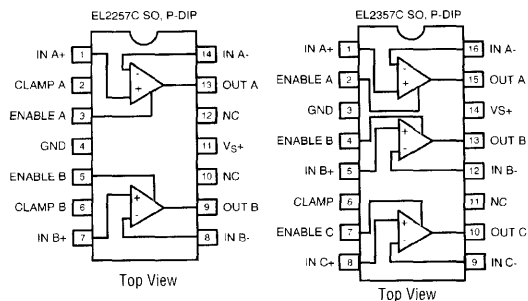 EL2257C SO, P-DIP
IN A+ 1
14 IN A-
CLAMP A 2
13 OUT A
ENABLE A 3
12 NC
GND 4
11 VS+
ENABLE B 5
10 NC
CLAMP B 6
9 OUT B
IN B+ 7
8 IN B-
+
-
+
-
Top View
EL2357C SO, P-DIP
IN A+ 1
16 IN A-
ENABLE A 2
15 OUT A
GND 3
14 VS+
ENABLE B 4
13 OUT B
IN B+ 5
12 IN B-
CLAMP 6
11 NC
ENABLE C 7
10 OUT C
IN C+ 8
9 IN C-
+
-
+
-
+
-
Top View